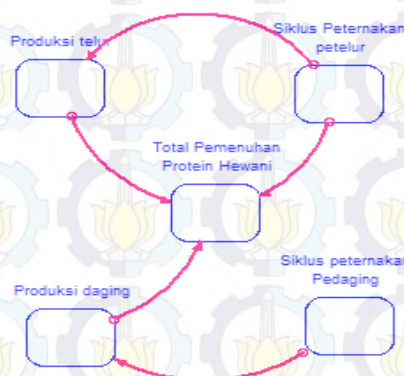 Produksi telur
Siklus Peternakan
petelur
Total Pemenuhan
Protein Hewani
Siklus peternakan
Pedaging
Produksi daging